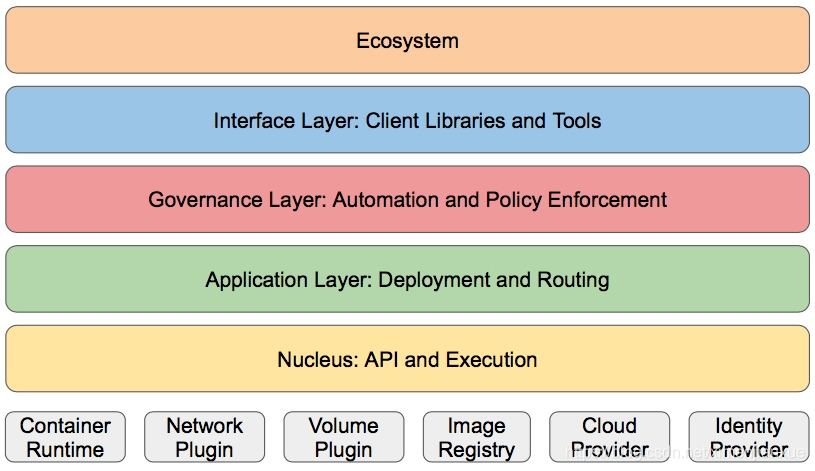 Ecosystem
Interface Layer: Client Libraries and Tools
Governance Layer: Automation and Policy Enforcement
Application Layer: Deployment and Routing
Nucleus: API and Execution
Container
Runtime
Network
Plugin
Volume
Plugin
Image
Registry
Cloud
Provider
Identity
Provider